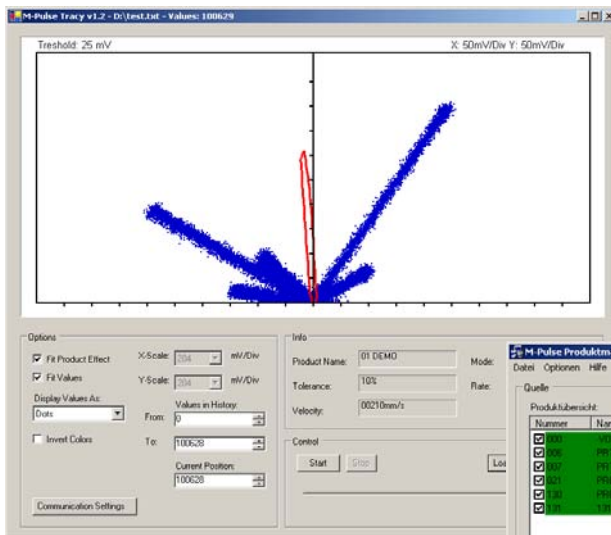 M-Pulse Tracy v1.2 - D:\test.txt - Values: 100629
Treshold: 25 mV
X: 50mV/Div Y: 50mV/Div
Options
Fit Product Effect
Fit Values
Display Values As:
Dots
Invert Colors
Communication Settings
X-Scale: 204 mV/Div
Y-Scale: 204 mV/Div
Values in History:
From: 0
To: 100628
Current Position:
100628
Info
Product Name: 01 DEMO
Mode:
Tolerance: 10%
Rate:
Velocity: 00210mm/s
Control
Start
Stop
M-Pulse Produktma
Datei Optionen Hilfe
Quelle
Produktübersicht:
Nummer
000
006
007
021
130
131